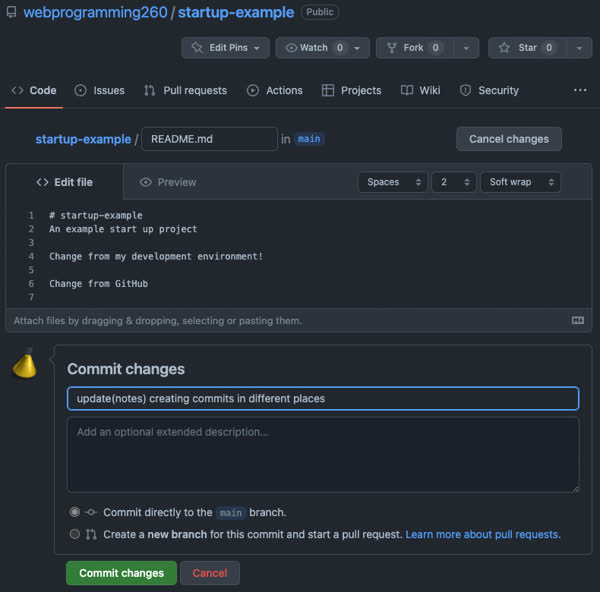 webprogramming260 / startup-example Public
Edit Pins Watch 0 Fork 0 Star 0
Code Issues Pull requests Actions Projects Wiki Security ...
startup-example / README.md in main Cancel changes
Edit file Preview Spaces 2 Soft wrap
1 # startup-example
2 An example start up project
3
4 Change from my development environment!
5
6 Change from GitHub
7
Attach files by dragging & dropping, selecting or pasting them.
Commit changes
update(notes) creating commits in different places
Add an optional extended description...
Commit directly to the main branch.
Create a new branch for this commit and start a pull request. Learn more about pull requests.
Commit changes Cancel